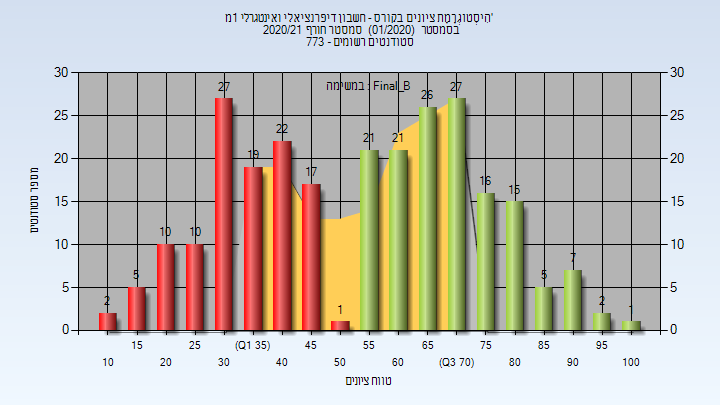 היסטוגרמת ציונים בקורס - חשבון דיפרנציאלי ואינטגרלי 1מ'
בסמסטר (01/2020) סמסטר חורף 2020/21
סטודנטים רשומים - 773
במשימה : Final_B
מספר סטודנטים
30 25 20 15 10 5 0
2 5 10 10 27 19 22 17 1 21 21 26 27 16 15 5 7 2 1
30 25 20 15 10 5 0
15 25 (Q1 35) 45 55 65 75 85 95
10 20 30 40 50 60 (Q3 70) 80 90 100
טווח ציונים